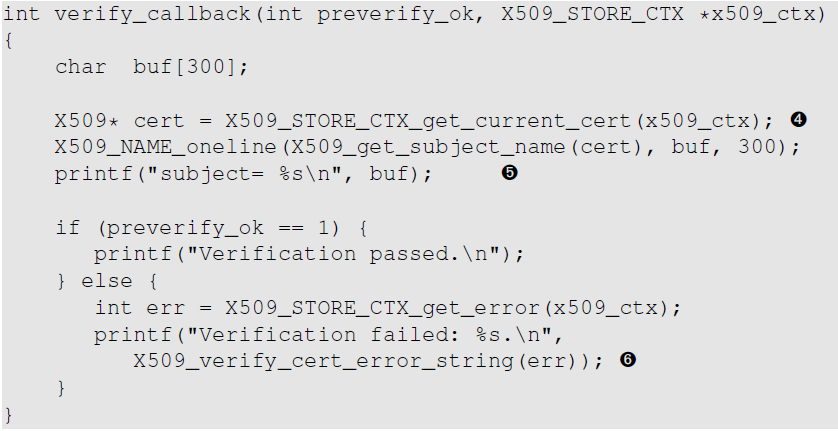 int verify_callback(int preverify_ok, X509_STORE_CTX *x509_ctx)
{
    char  buf[300];

    X509* cert = X509_STORE_CTX_get_current_cert(x509_ctx); ❹
    X509_NAME_oneline(X509_get_subject_name(cert), buf, 300);
    printf("subject= %s\n", buf);      ❺

    if (preverify_ok == 1) {
       printf("Verification passed.\n");
    } else {
       int err = X509_STORE_CTX_get_error(x509_ctx);
       printf("Verification failed: %s.\n",
           X509_verify_cert_error_string(err)); ❻
    }
}